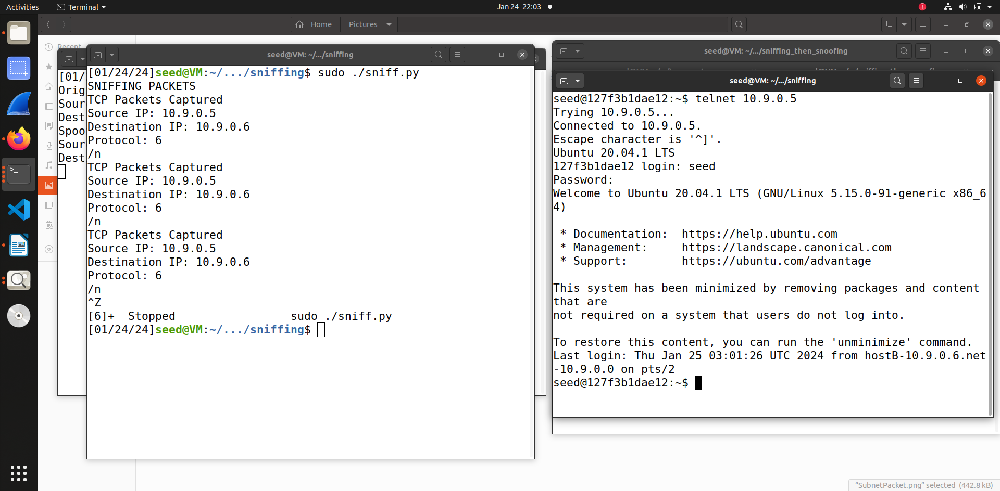 Activities
Terminal
Jan 24 22:03
Home
Pictures
Recent
seed@VM: ~/.../sniffing
[01/
Orig
Sour
Dest
Spoo
Sour
Dest
[01/24/24]seed@VM:~/.../sniffing$ sudo ./sniff.py
SNIFFING PACKETS
TCP Packets Captured
Source IP: 10.9.0.5
Destination IP: 10.9.0.6
Protocol: 6
/n
TCP Packets Captured
Source IP: 10.9.0.5
Destination IP: 10.9.0.6
Protocol: 6
/n
TCP Packets Captured
Source IP: 10.9.0.5
Destination IP: 10.9.0.6
Protocol: 6
/n
^Z
[6]+  Stopped                 sudo ./sniff.py
[01/24/24]seed@VM:~/.../sniffing$
seed@VM: ~/.../sniffing_then_snoofing
seed@VM: ~/.../sniffing
seed@127f3b1dae12:~$ telnet 10.9.0.5
Trying 10.9.0.5...
Connected to 10.9.0.5.
Escape character is '^]'.
Ubuntu 20.04.1 LTS
127f3b1dae12 login: seed
Password:
Welcome to Ubuntu 20.04.1 LTS (GNU/Linux 5.15.0-91-generic x86_6
4)
 * Documentation:  https://help.ubuntu.com
 * Management:     https://landscape.canonical.com
 * Support:        https://ubuntu.com/advantage
This system has been minimized by removing packages and content
that are
not required on a system that users do not log into.
To restore this content, you can run the 'unminimize' command.
Last login: Thu Jan 25 03:01:26 UTC 2024 from hostB-10.9.0.6.net
-10.9.0.0 on pts/2
seed@127f3b1dae12:~$
"SubnetPacket.png" selected (442.8 kB)